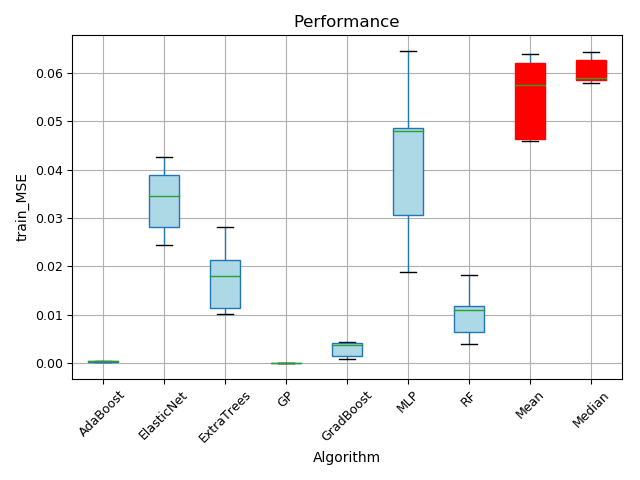 Performance
train_MSE
0.06
0.05
0.04
0.03
0.02
0.01
0.00
AdaBoost
ElasticNet
ExtraTrees
GP
GradBoost
MLP
RF
Mean
Median
Algorithm